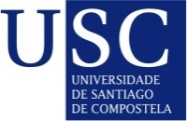 USC
UNIVERSIDADE
DE SANTIAGO
DE COMPOSTELA